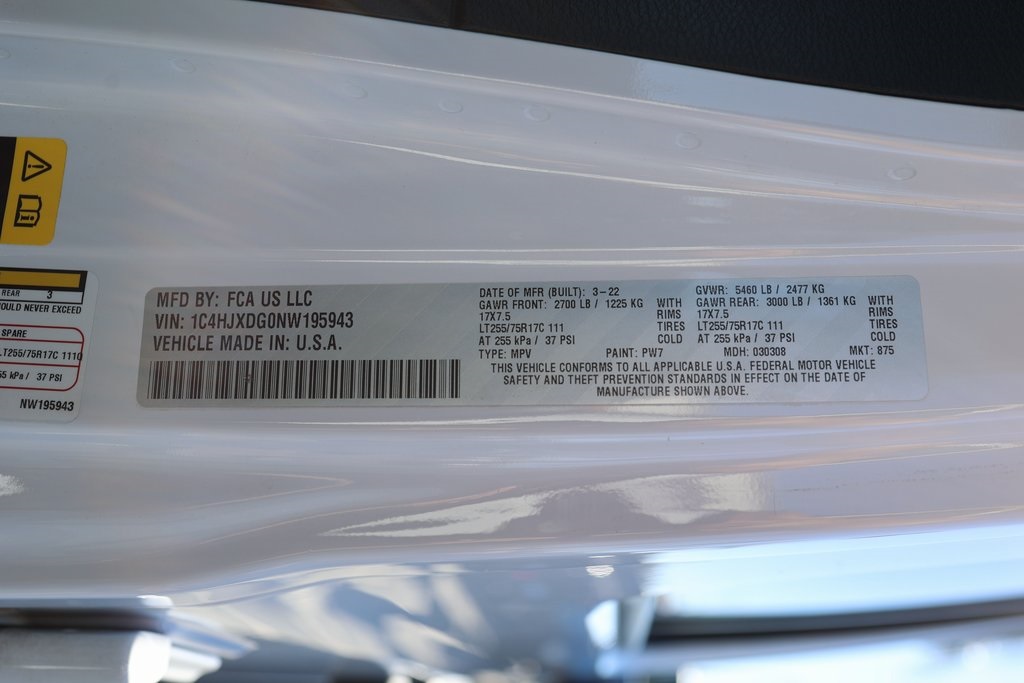 REAR 3
OULD NEVER EXCEED
SPARE
LT255/75R17C 111
55 kPa / 37 PSI
NW195943
MFD BY: FCA US LLC
VIN: 1C4HJXDG0NW195943
VEHICLE MADE IN: U.S.A.
DATE OF MFR (BUILT): 3-22
GAWR FRONT: 2700 LB / 1225 KG WITH
17X7.5 RIMS
LT255/75R17C 111 TIRES
AT 255 kPa / 37 PSI COLD
TYPE: MPV PAINT: PW7
GVWR: 5460 LB / 2477 KG
GAWR REAR: 3000 LB / 1361 KG WITH
17X7.5 RIMS
LT255/75R17C 111 TIRES
AT 255 kPa / 37 PSI COLD
MDH: 030308 MKT: 875
THIS VEHICLE CONFORMS TO ALL APPLICABLE U.S.A. FEDERAL MOTOR VEHICLE
SAFETY AND THEFT PREVENTION STANDARDS IN EFFECT ON THE DATE OF
MANUFACTURE SHOWN ABOVE.